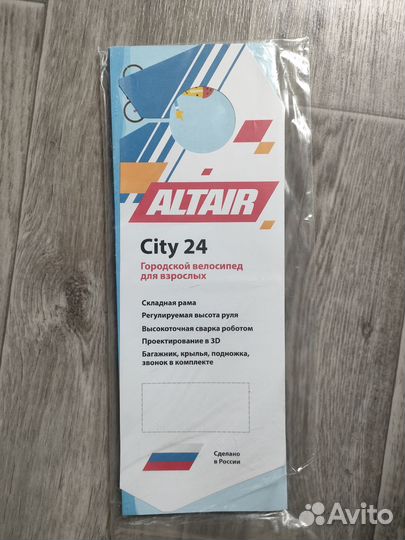 ALTAIR
City 24
Городской велосипед
для взрослых
Складная рама
Регулируемая высота руля
Высокоточная сварка роботом
Проектирование в 3D
Багажник, крылья, подножка,
звонок в комплекте
Сделано
в России
Avito